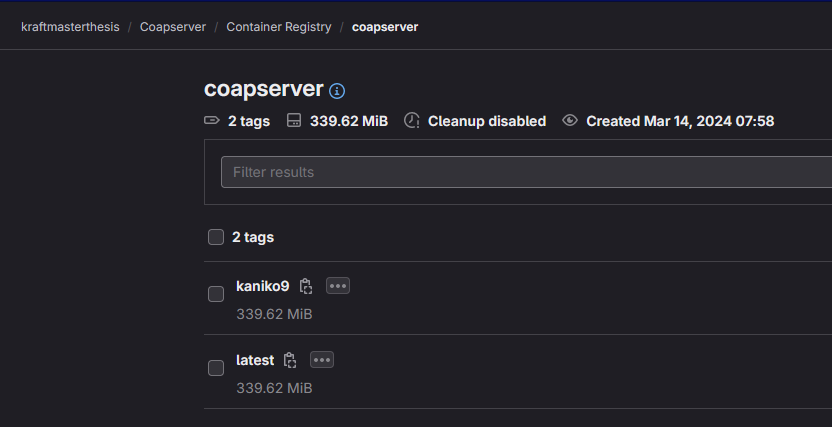 kraftmasterthesis / Coapserver / Container Registry / coapserver
coapserver
2 tags 339.62 MiB Cleanup disabled Created Mar 14, 2024 07:58
Filter results
2 tags
kaniko9
339.62 MiB
latest
339.62 MiB